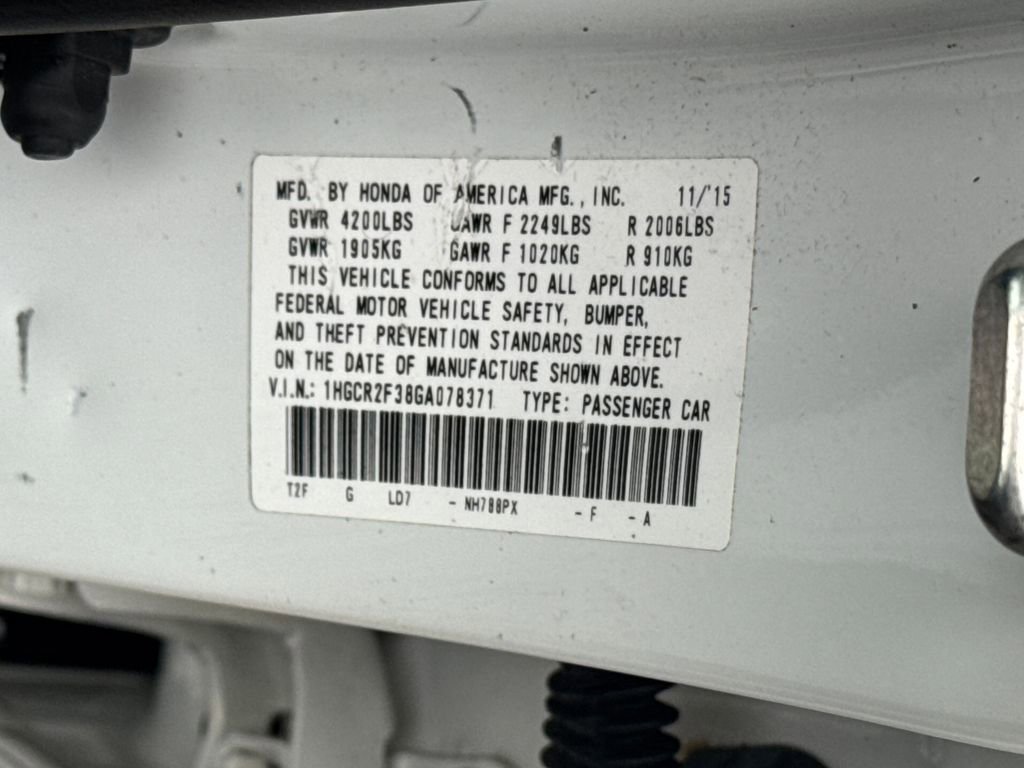 MFD. BY HONDA OF AMERICA MFG., INC. 11/'15
GVWR 4200LBS GAWR F 2249LBS R 2006LBS
GVWR 1905KG GAWR F 1020KG R 910KG
THIS VEHICLE CONFORMS TO ALL APPLICABLE
FEDERAL MOTOR VEHICLE SAFETY, BUMPER,
AND THEFT PREVENTION STANDARDS IN EFFECT
ON THE DATE OF MANUFACTURE SHOWN ABOVE.
V.I.N.: 1HGCR2F38GA078371 TYPE: PASSENGER CAR
T2F G LD7 - NH788PX - F - A